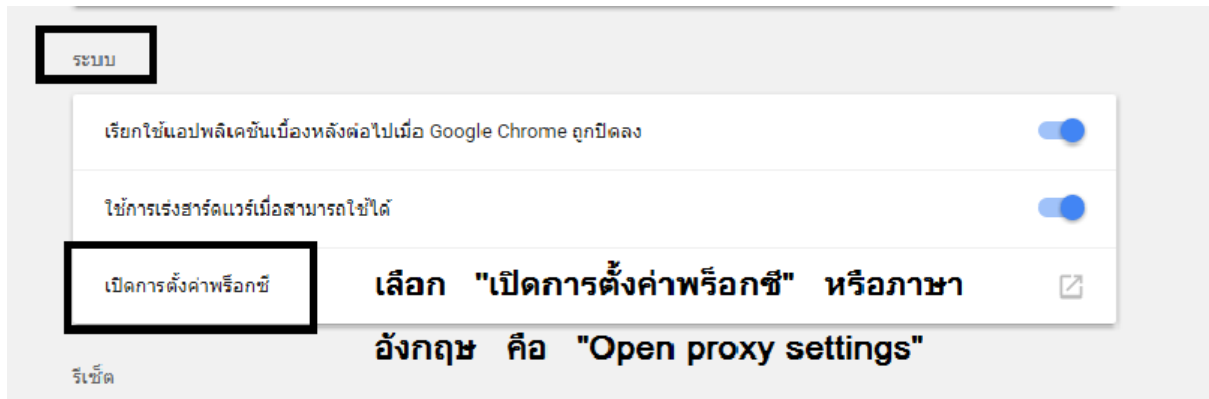 ระบบ
เรียกใช้แอปพลิเคชันเบื้องหลังต่อไปเมื่อ Google Chrome ถูกปิดลง
ใช้การเร่งฮาร์ดแวร์เมื่อสามารถใช้ได้
เปิดการตั้งค่าพร็อกซี
เลือก "เปิดการตั้งค่าพร็อกซี" หรือภาษา
อังกฤษ คือ "Open proxy settings"
รีเซ็ต